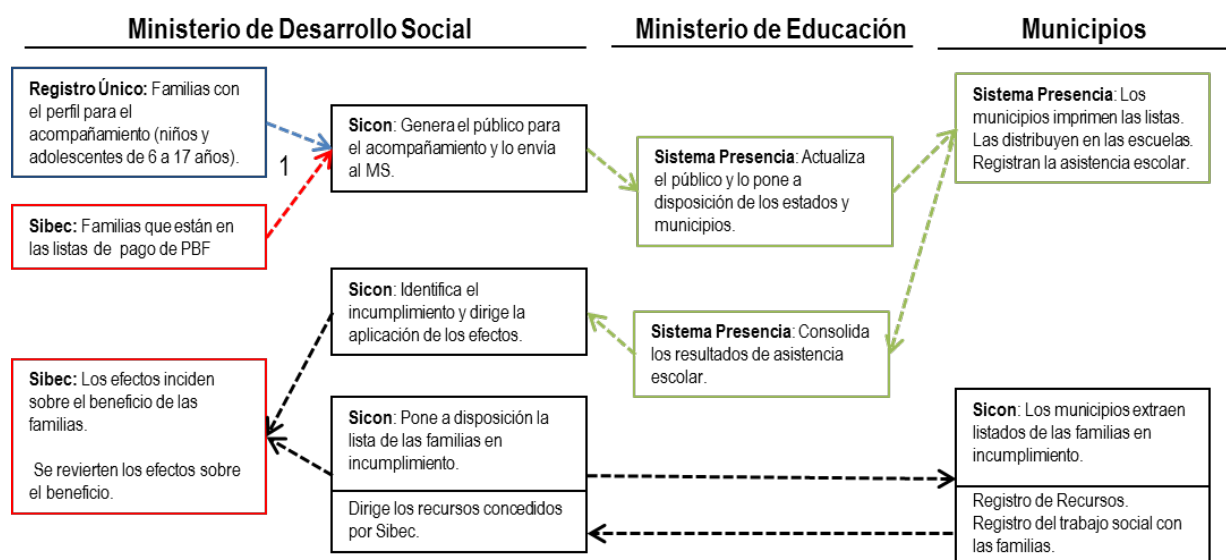 Ministerio de Desarrollo Social
Ministerio de Educación
Municipios
Registro Único: Familias con
el perfil para el
acompañamiento (niños y
adolescentes de 6 a 17 años).
1
Sibec: Familias que están en
las listas de pago de PBF
Sicon: Genera el público para
el acompañamiento y lo envía
al MS.
Sistema Presencia: Actualiza
el público y lo pone a
disposición de los estados y
municipios.
Sistema Presencia: Los
municipios imprimen las listas.
Las distribuyen en las escuelas.
Registran la asistencia escolar.
Sicon: Identifica el
incumplimiento y dirige la
aplicación de los efectos.
Sistema Presencia: Consolida
los resultados de asistencia
escolar.
Sibec: Los efectos inciden
sobre el beneficio de las
familias.
Se revierten los efectos sobre
el beneficio.
Sicon: Pone a disposición la
lista de las familias en
incumplimiento.
Dirige los recursos concedidos
por Sibec.
Sicon: Los municipios extraen
listados de las familias en
incumplimiento.
Registro de Recursos.
Registro del trabajo social con
las familias.